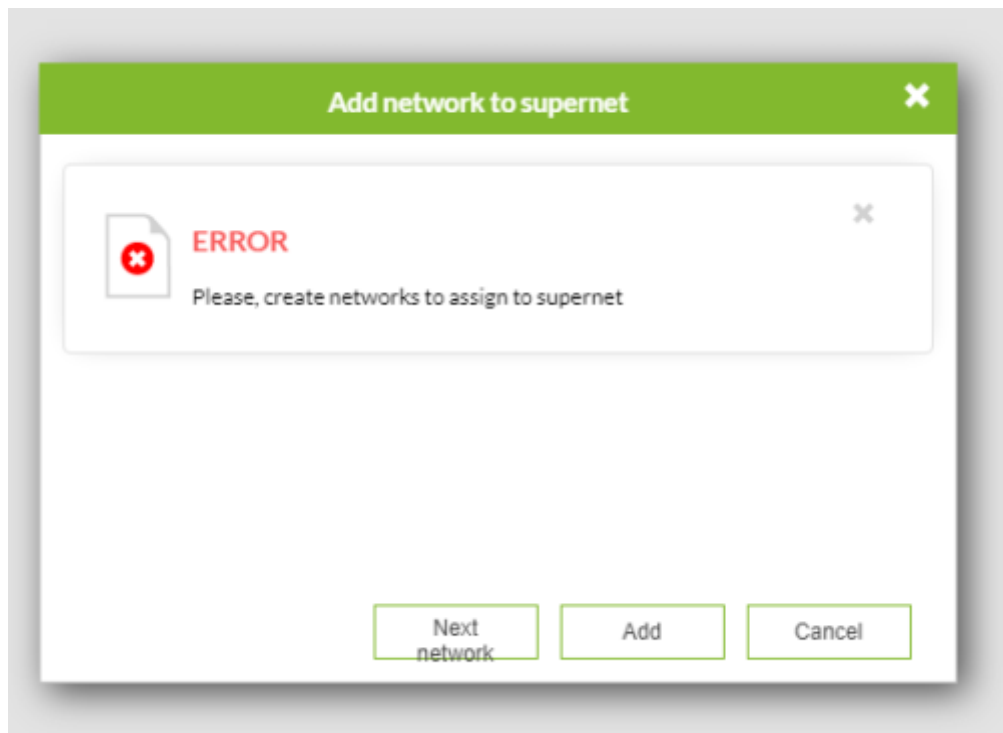 Add network to supernet
ERROR
Please, create networks to assign to supernet
Next
network
Add
Cancel